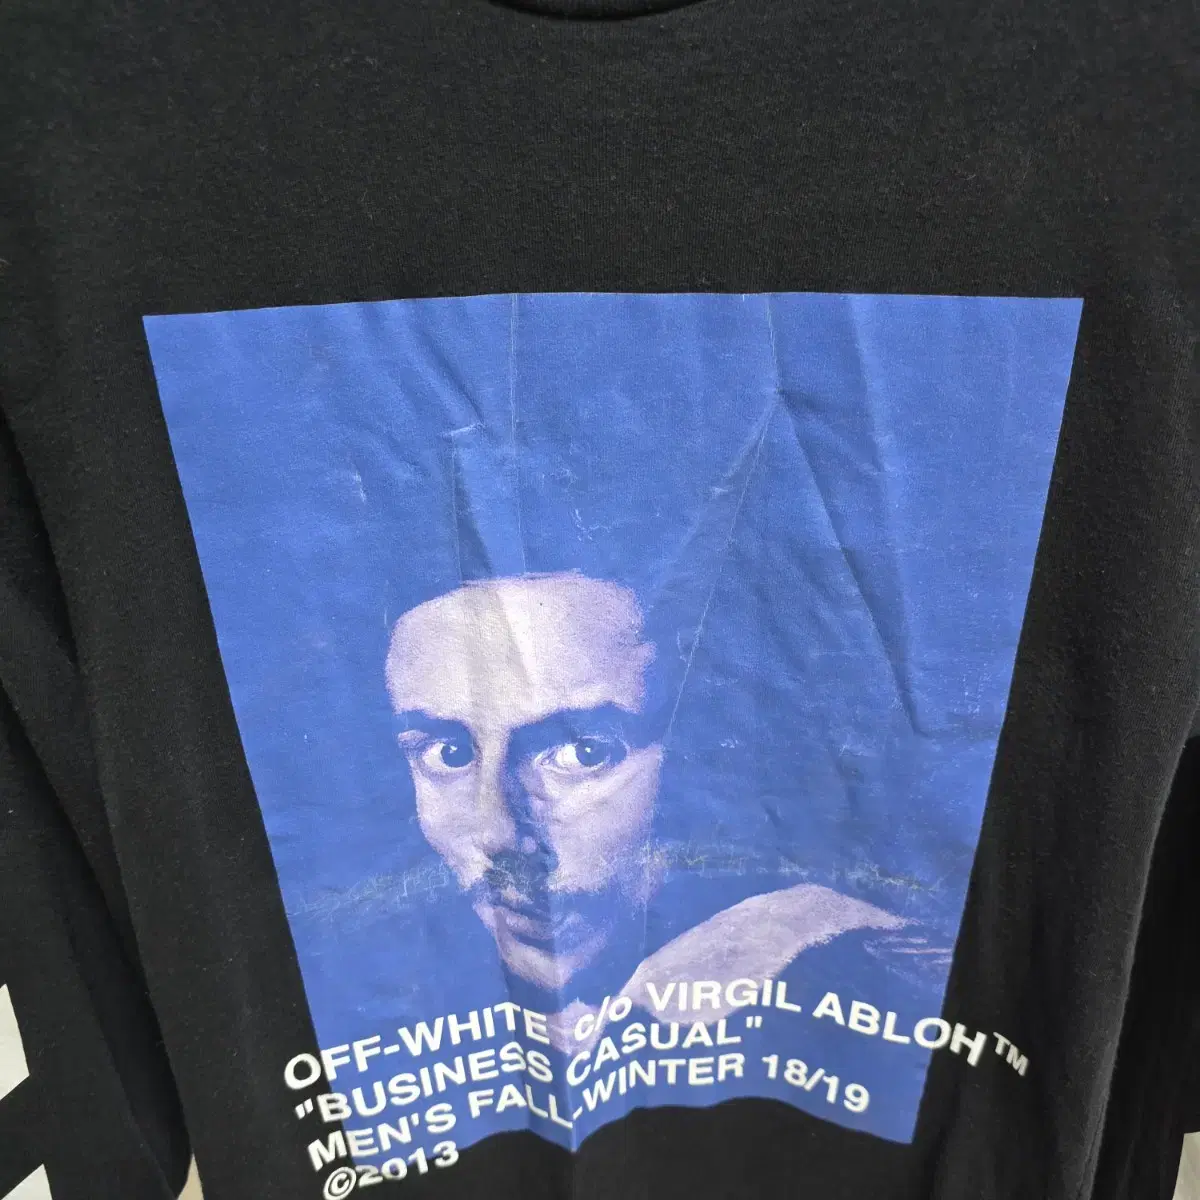 OFF-WHITE c/o VIRGIL ABLOH™
"BUSINESS CASUAL"
MEN'S FALL-WINTER 18/19
©2013